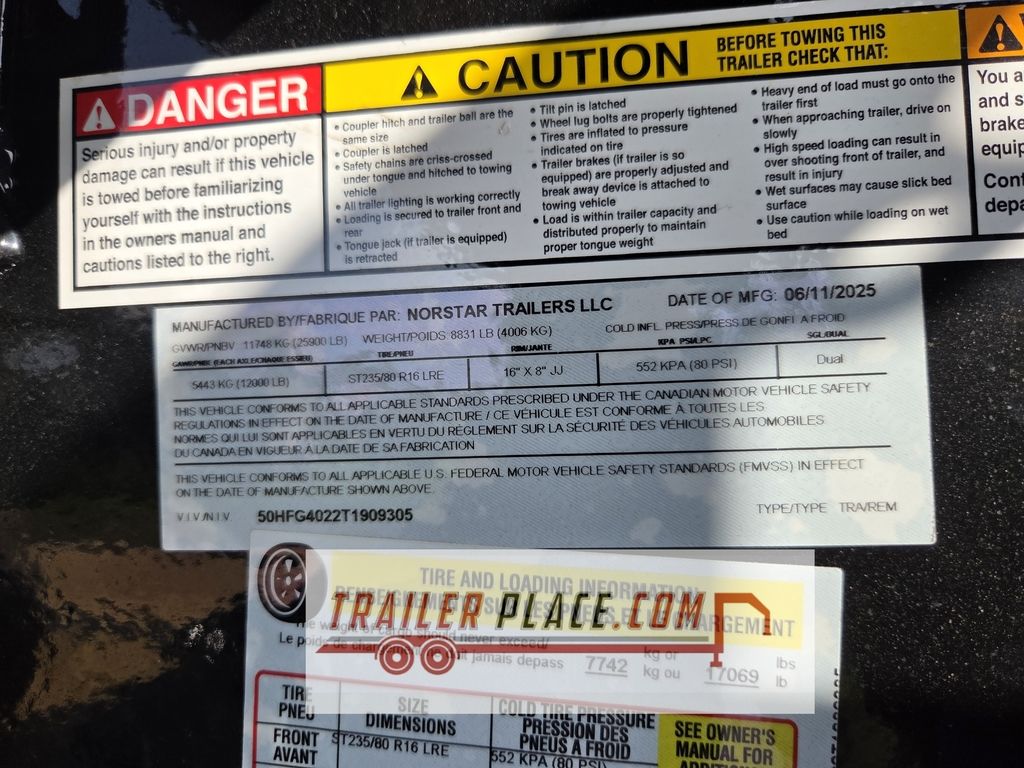 DANGER
Serious injury and/or property
damage can result if this vehicle
is towed before familiarizing
yourself with the instructions
in the owners manual and
cautions listed to the right.
CAUTION
BEFORE TOWING THIS
TRAILER CHECK THAT:
• Coupler hitch and trailer ball are the
same size
• Coupler is latched
• Safety chains are criss-crossed
under tongue and hitched to towing
vehicle
• All trailer lighting is working correctly
• Loading is secured to trailer front and
rear
• Tongue jack (if trailer is equipped)
is retracted
• Tilt pin is latched
• Wheel lug bolts are properly tightened
• Tires are inflated to pressure
indicated on tire
• Trailer brakes (if trailer is so
equipped) are properly adjusted and
break away device is attached to
towing vehicle
• Load is within trailer capacity and
distributed properly to maintain
proper tongue weight
• Heavy end of load must go onto the
trailer first
• When approaching trailer, drive on
slowly
• High speed loading can result in
over shooting front of trailer, and
result in injury
• Wet surfaces may cause slick bed
surface
• Use caution while loading on wet
bed
You a
and s
brake
equip
Cont
depa
MANUFACTURED BY/FABRIQUE PAR: NORSTAR TRAILERS LLC DATE OF MFG: 06/11/2025
GVWR/PNBV 11748 KG (25900 LB) WEIGHT/POIDS: 8831 LB (4006 KG) COLD INFL. PRESS/PRESS DE GONFL A FROID
GAWR/PNBE (EACH AXLE/CHAQUE ESSIEU) TIRE/PNEU RIM/JANTE KPA PSI/LPC SGL/DUAL
5443 KG (12000 LB) ST235/80 R16 LRE 16" X 8" JJ 552 KPA (80 PSI) Dual
THIS VEHICLE CONFORMS TO ALL APPLICABLE STANDARDS PRESCRIBED UNDER THE CANADIAN MOTOR VEHICLE SAFETY
REGULATIONS IN EFFECT ON THE DATE OF MANUFACTURE / CE VÉHICULE EST CONFORME À TOUTES LES
NORMES QUI LUI SONT APPLICABLES EN VERTU DU RÈGLEMENT SUR LA SÉCURITÉ DES VÉHICULES AUTOMOBILES
DU CANADA EN VIGUEUR À LA DATE DE SA FABRICATION
THIS VEHICLE CONFORMS TO ALL APPLICABLE U.S. FEDERAL MOTOR VEHICLE SAFETY STANDARDS (FMVSS) IN EFFECT
ON THE DATE OF MANUFACTURE SHOWN ABOVE.
V.I.V./N.I.V. 50HFG4022T1909305 TYPE/TYPE TRA/REM
TIRE AND LOADING INFORMATION
TRAILER PLACE.COM
The weight of cargo should never exceed/
Le poids de jamais depass
7742 kg or 17069 lbs
kg ou lb
TIRE
PNEU
SIZE
DIMENSIONS
COLD TIRE PRESSURE
PRESSION DES
PNEUS A FROID
SEE OWNER'S
MANUAL FOR
FRONT
AVANT
ST235/80 R16 LRE
552 KPA (80 PSI)